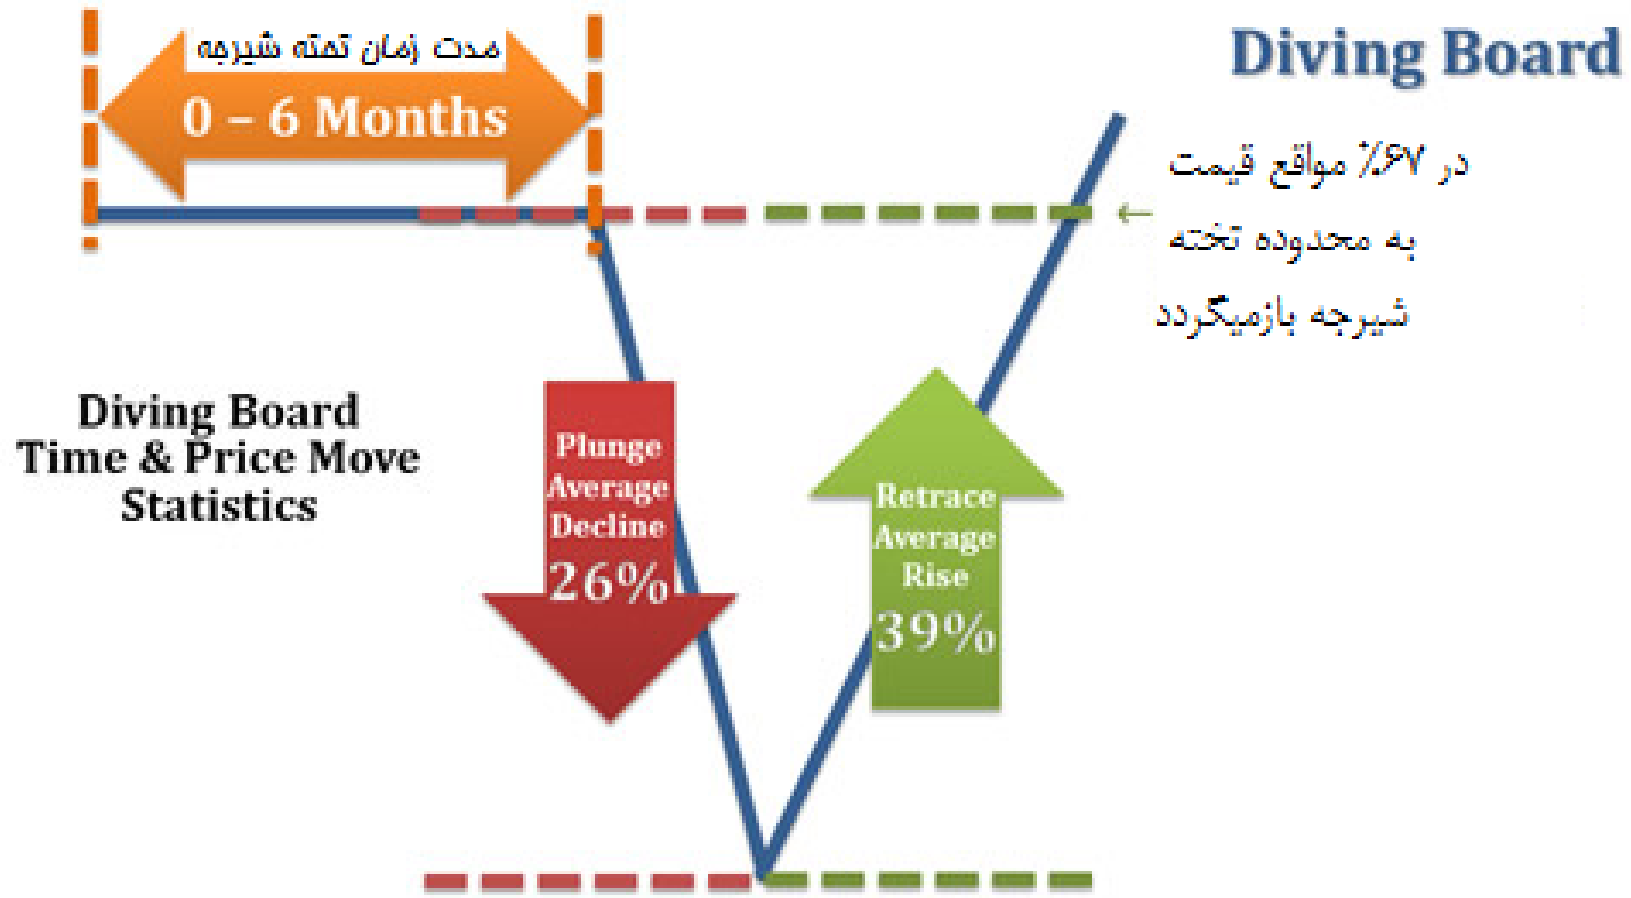 Diving Board
مدت زمان تخته شیرجه
0 – 6 Months
در ۶۷٪ مواقع قیمت
به محدوده تخته
شیرجه بازمیگردد
Diving Board
Time & Price Move
Statistics
Plunge
Average
Decline
26%
Retrace
Average
Rise
39%